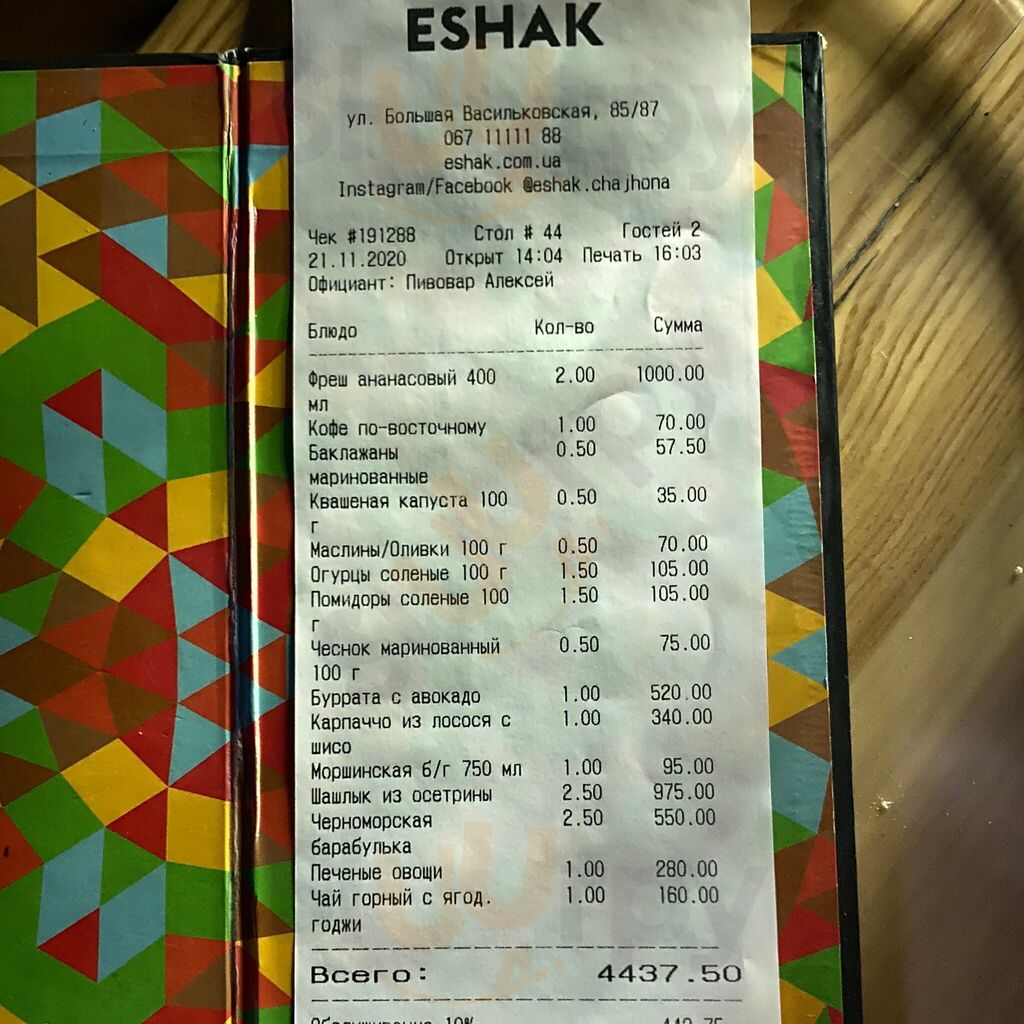 ESHAK
ул. Большая Васильковская, 85/87
067 11111 88
eshak.com.ua
Instagram/Facebook @eshak.chajhona
Чек #191288 Стол # 44 Гостей 2
21.11.2020 Открыт 14:04 Печать 16:03
Официант: Пивовар Алексей
Блюдо Кол-во Сумма
Фреш ананасовый 400 2.00 1000.00
мл
Кофе по-восточному 1.00 70.00
Баклажаны 0.50 57.50
маринованные
Квашеная капуста 100 0.50 35.00
г
Маслины/Оливки 100 г 0.50 70.00
Огурцы соленые 100 г 1.50 105.00
Помидоры соленые 100 1.50 105.00
г
Чеснок маринованный 0.50 75.00
100 г
Буррата с авокадо 1.00 520.00
Карпаччо из лосося с 1.00 340.00
шисо
Моршинская б/г 750 мл 1.00 95.00
Шашлык из осетрины 2.50 975.00
Черноморская 2.50 550.00
барабулька
Печеные овощи 1.00 280.00
Чай горный с ягод. 1.00 160.00
годжи
Всего: 4437.50
Обслуживание 10% 443.75